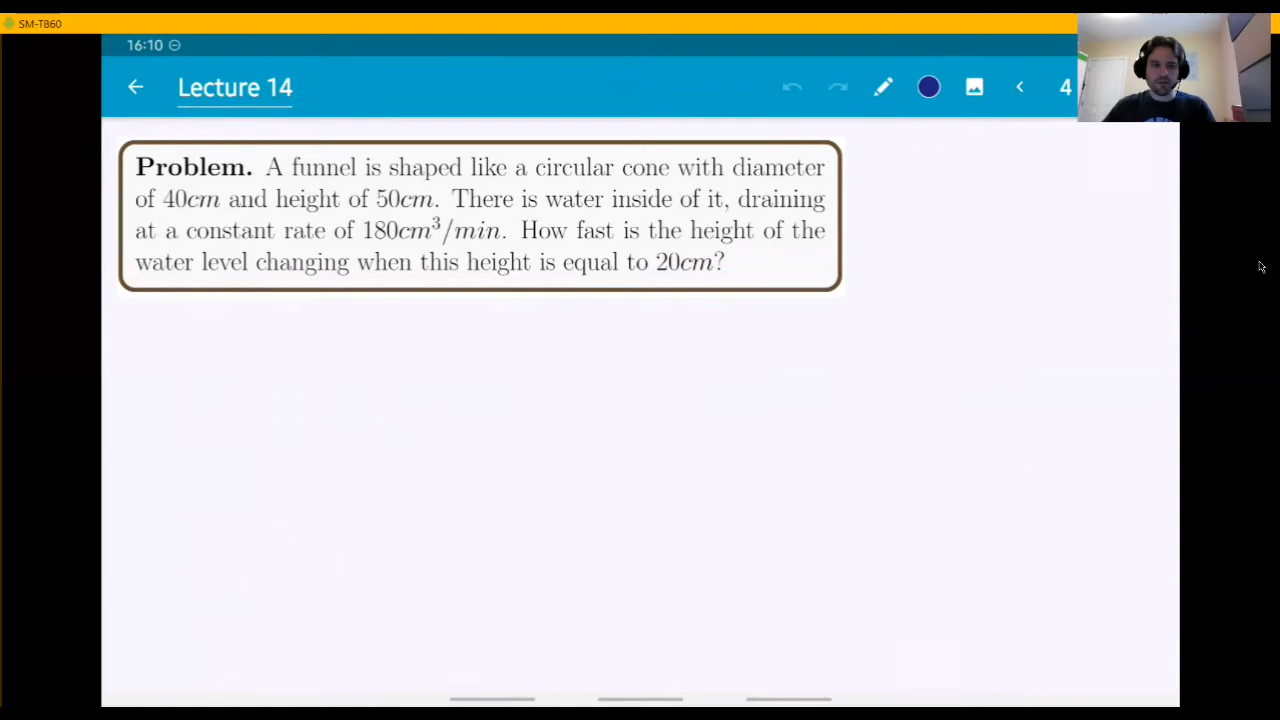 SM-T860
16:10
Lecture 14
4
Problem. A funnel is shaped like a circular cone with diameter
of 40cm and height of 50cm. There is water inside of it, draining
at a constant rate of 180cm³/min. How fast is the height of the
water level changing when this height is equal to 20cm?